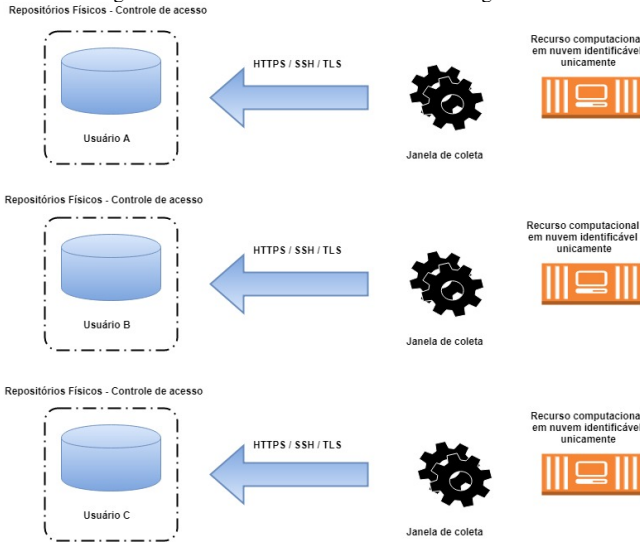 Repositórios Físicos - Controle de acesso
HTTPS / SSH / TLS
Recurso computacional
em nuvem identificável
unicamente
Usuário A
Janela de coleta
Repositórios Físicos - Controle de acesso
HTTPS / SSH / TLS
Recurso computacional
em nuvem identificável
unicamente
Usuário B
Janela de coleta
Repositórios Físicos - Controle de acesso
HTTPS / SSH / TLS
Recurso computacional
em nuvem identificável
unicamente
Usuário C
Janela de coleta